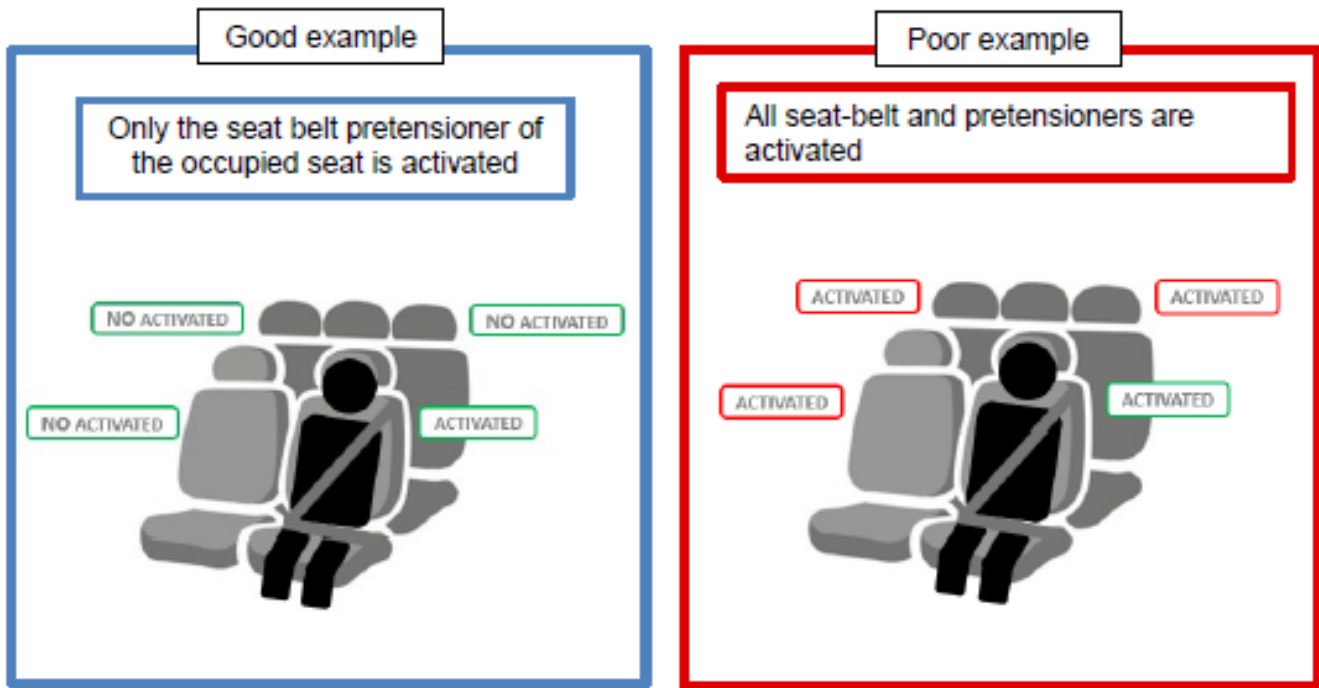 Good example
Only the seat belt pretensioner of
the occupied seat is activated
NO ACTIVATED
NO ACTIVATED
NO ACTIVATED
ACTIVATED
Poor example
All seat-belt and pretensioners are
activated
ACTIVATED
ACTIVATED
ACTIVATED
ACTIVATED